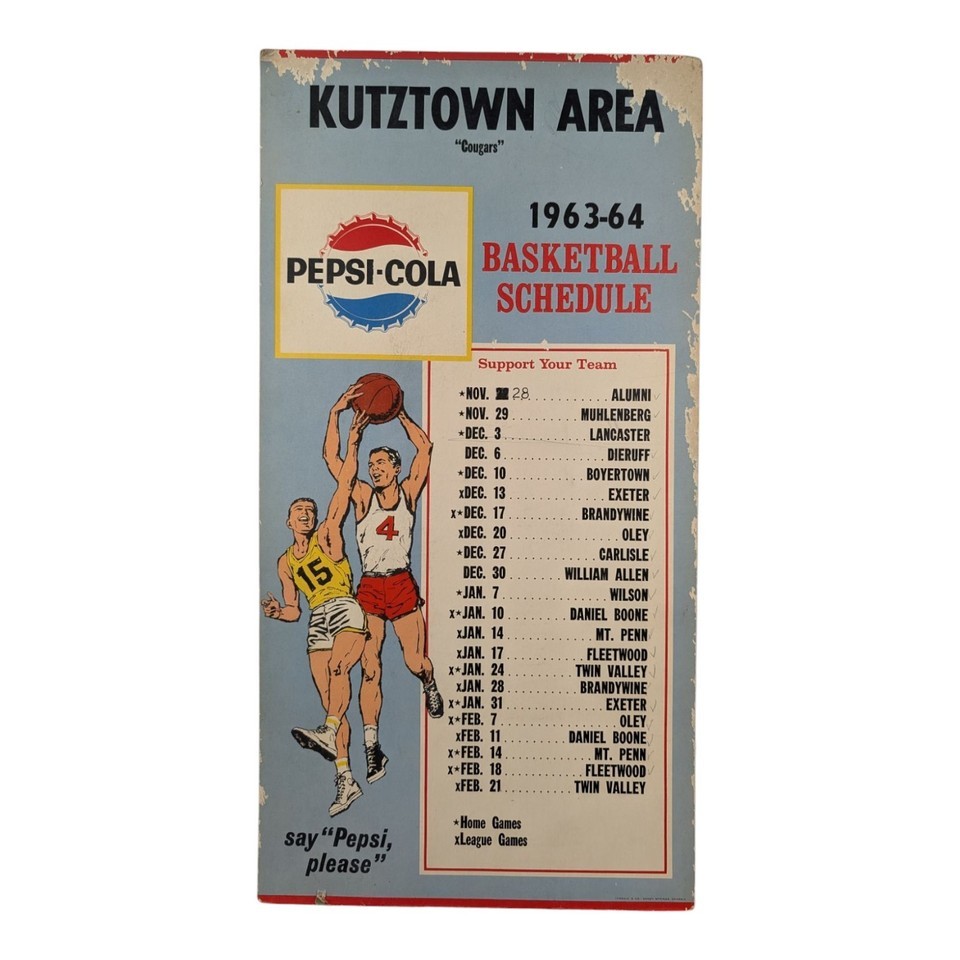 KUTZTOWN AREA
"Cougars"
PEPSI-COLA
1963-64
BASKETBALL
SCHEDULE
Support Your Team
★NOV. 28 . . . . . . . . . . ALUMNI
★NOV. 29 . . . . . . . . . . MUHLENBERG
★DEC. 3 . . . . . . . . . . LANCASTER
DEC. 6 . . . . . . . . . . DIERUFF
★DEC. 10 . . . . . . . . . . BOYERTOWN
xDEC. 13 . . . . . . . . . . EXETER
x★DEC. 17 . . . . . . . . . . BRANDYWINE
xDEC. 20 . . . . . . . . . . OLEY
★DEC. 27 . . . . . . . . . . CARLISLE
DEC. 30 . . . . . . . . . . WILLIAM ALLEN
★JAN. 7 . . . . . . . . . . WILSON
x★JAN. 10 . . . . . . . . . . DANIEL BOONE
xJAN. 14 . . . . . . . . . . MT. PENN
xJAN. 17 . . . . . . . . . . FLEETWOOD
x★JAN. 24 . . . . . . . . . . TWIN VALLEY
xJAN. 28 . . . . . . . . . . BRANDYWINE
x★JAN. 31 . . . . . . . . . . EXETER
x★FEB. 7 . . . . . . . . . . OLEY
xFEB. 11 . . . . . . . . . . DANIEL BOONE
x★FEB. 14 . . . . . . . . . . MT. PENN
x★FEB. 18 . . . . . . . . . . FLEETWOOD
xFEB. 21 . . . . . . . . . . TWIN VALLEY
★Home Games
xLeague Games
4
15
say "Pepsi,
please"